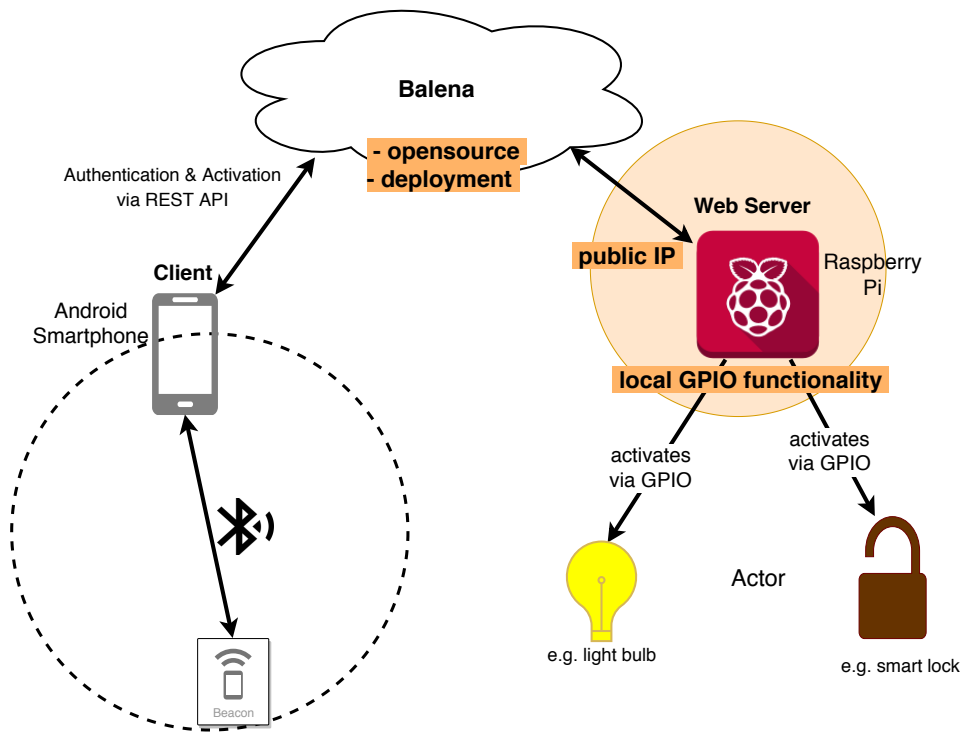 Balena
- opensource
- deployment
Authentication & Activation
via REST API
Web Server
public IP
Raspberry
Pi
Client
Android
Smartphone
local GPIO functionality
activates
via GPIO
activates
via GPIO
Actor
e.g. light bulb
e.g. smart lock
Beacon